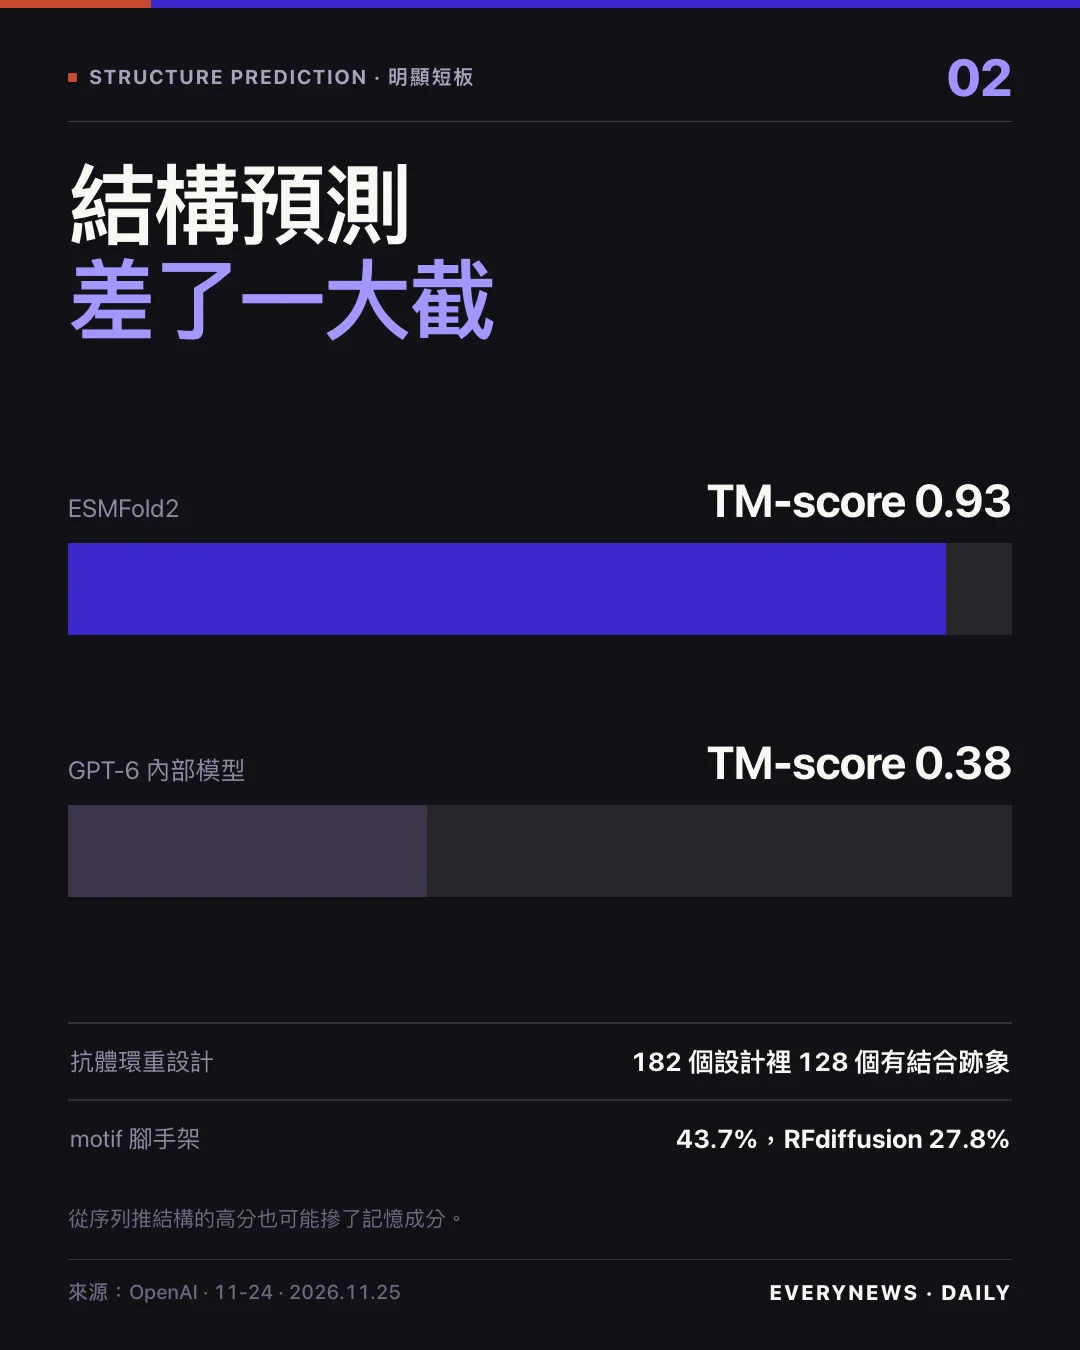 STRUCTURE PREDICTION · 明顯短板
02
結構預測
差了一大截
ESMFold2
TM-score 0.93
GPT-6 內部模型
TM-score 0.38
抗體環重設計
182 個設計裡 128 個有結合跡象
motif 腳手架
43.7%，RFdiffusion 27.8%
從序列推結構的高分也可能摻了記憶成分。
來源：OpenAI · 11-24 · 2026.11.25
EVERYNEWS · DAILY